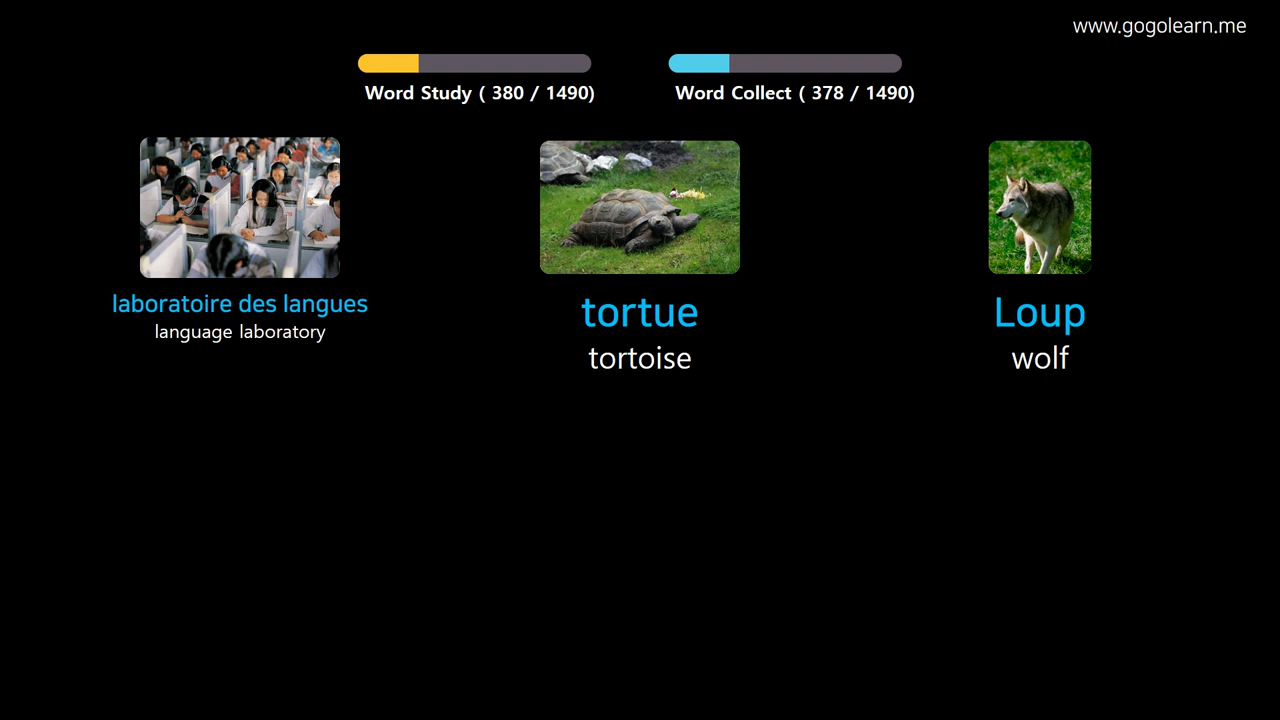 www.gogolearn.me
Word Study ( 380 / 1490)
Word Collect ( 378 / 1490)
laboratoire des langues
language laboratory
tortue
tortoise
Loup
wolf